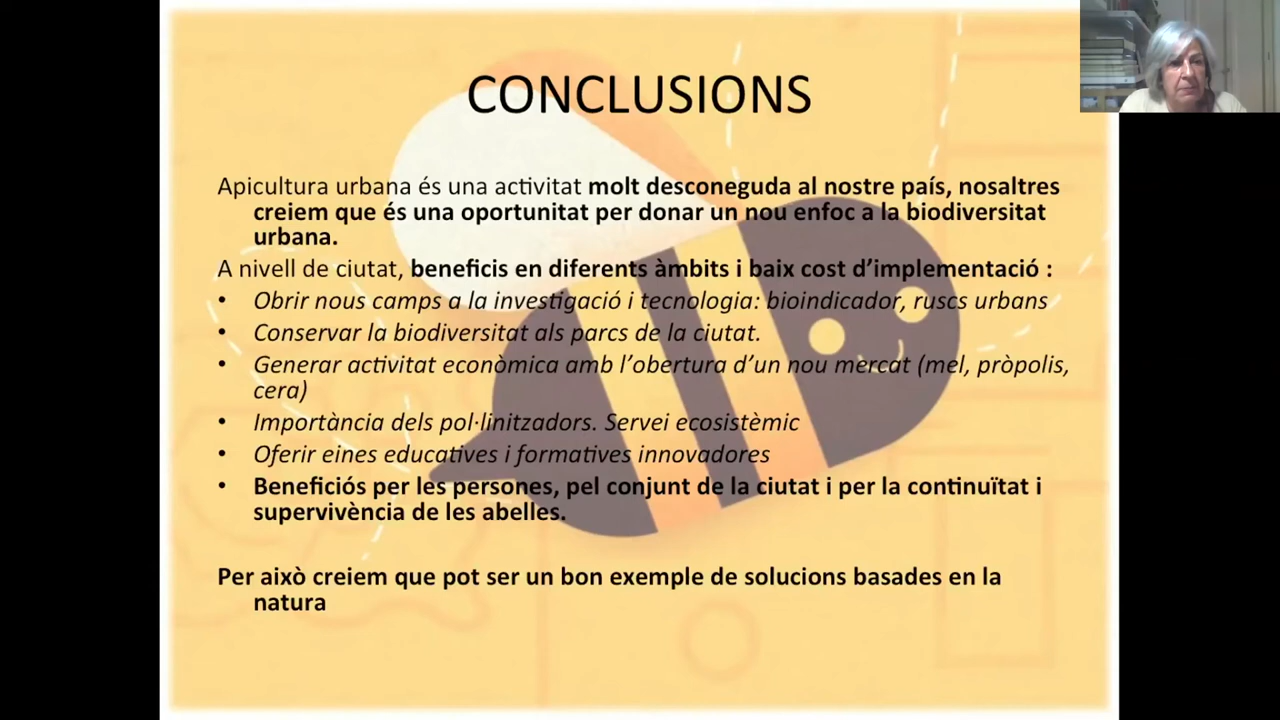 CONCLUSIONS
Apicultura urbana és una activitat molt desconeguda al nostre país, nosaltres
creiem que és una oportunitat per donar un nou enfoc a la biodiversitat
urbana.
A nivell de ciutat, beneficis en diferents àmbits i baix cost d’implementació :
• Obrir nous camps a la investigació i tecnologia: bioindicador, ruscs urbans
• Conservar la biodiversitat als parcs de la ciutat.
• Generar activitat econòmica amb l’obertura d’un nou mercat (mel, pròpolis,
cera)
• Importància dels pol·linitzadors. Servei ecosistèmic
• Oferir eines educatives i formatives innovadores
• Beneficiós per les persones, pel conjunt de la ciutat i per la continuïtat i
supervivència de les abelles.
Per això creiem que pot ser un bon exemple de solucions basades en la
natura